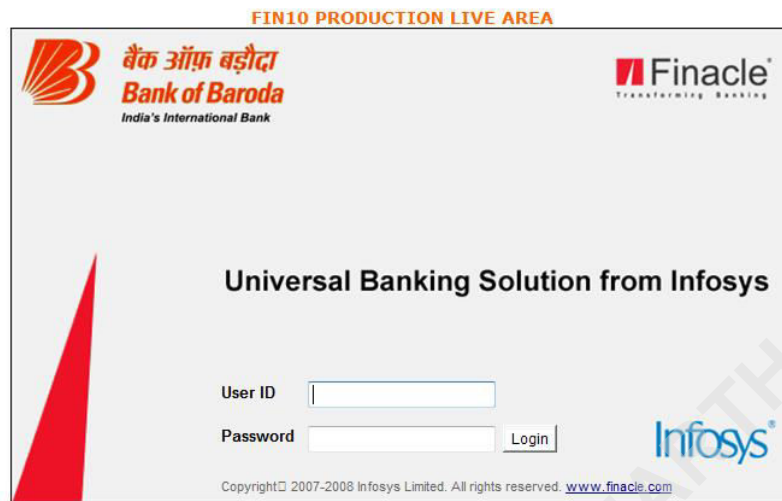 FIN10 PRODUCTION LIVE AREA
बैंक ऑफ़ बड़ौदा
Bank of Baroda
India's International Bank
Finacle
Transforming Banking
Universal Banking Solution from Infosys
User ID
Password
Login
Infosys®
Copyright□ 2007-2008 Infosys Limited. All rights reserved. www.finacle.com